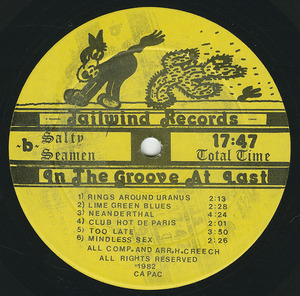 Tailwind Records
-b-
Salty
Seamen
17:47
Total Time
In The Groove At Last
1) RINGS AROUND URANUS 2:13
2) LIME GREEN BLUES 2:28
3) NEANDERTHAL 4:24
4) CLUB HOT DE PARIS 2:01
5) TOO LATE 3:50
6) MINDLESS SEX 2:26
ALL COMP. AND ARR. H. CREECH
ALL RIGHTS RESERVED
©1982
CAPAC